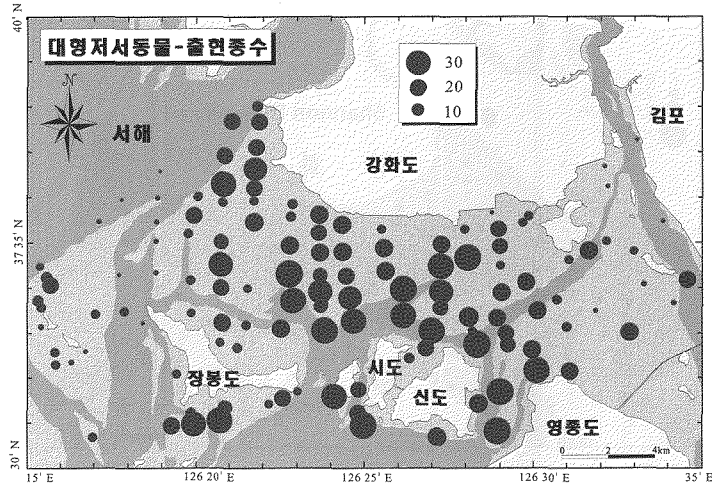 40' N
대형저서동물-출현종수
N
30
20
10
서해
강화도
김포
37 35' N
장봉도
시도
신도
영종도
0 2 4km
30' N
15' E 126 20' E 126 25' E 126 30' E 35' E